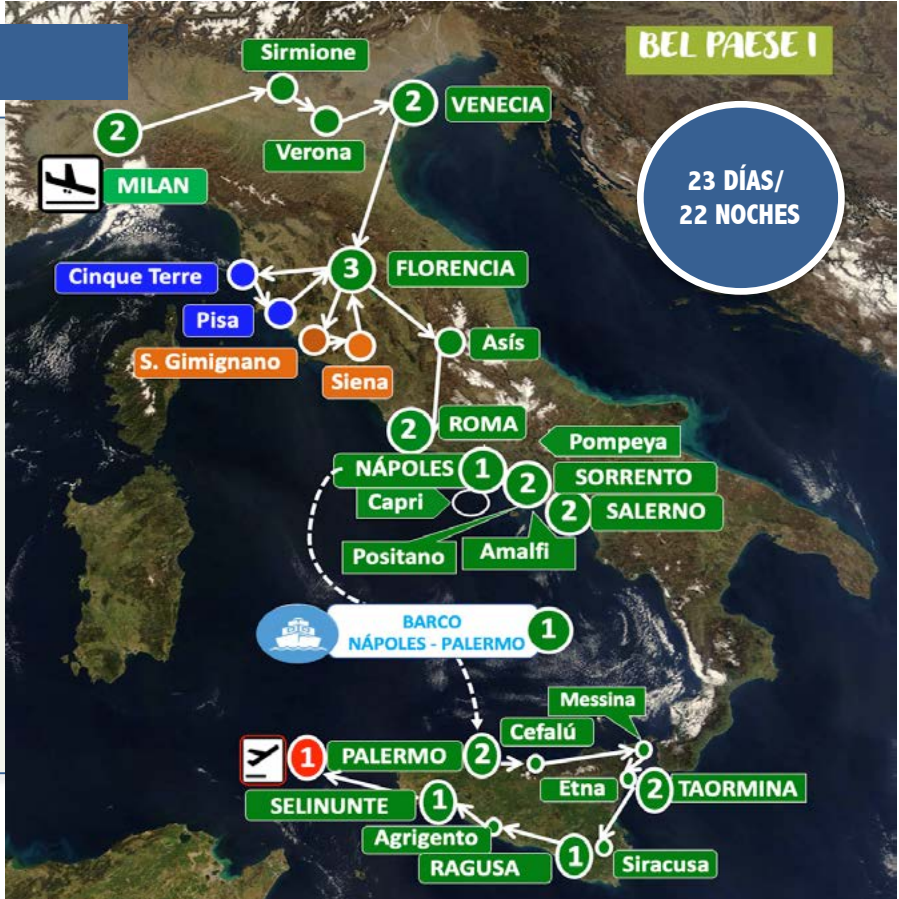 BEL PAESE I
23 DÍAS/
22 NOCHES
Sirmione
2
VENECIA
2
Verona
MILAN
Cinque Terre
3
FLORENCIA
Pisa
S. Gimignano
Siena
Asís
2
ROMA
Pompeya
NÁPOLES
1
2
SORRENTO
Capri
2
SALERNO
Positano
Amalfi
BARCO
NÁPOLES - PALERMO
1
Messina
Cefalú
1
PALERMO
2
Etna
2
TAORMINA
SELINUNTE
1
Agrigento
RAGUSA
1
Siracusa